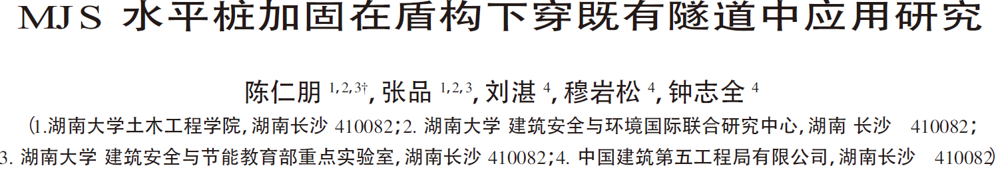 MJS 水平桩加固在盾构下穿既有隧道中应用研究
陈仁朋 1,2,3†,张品 1,2,3,刘湛 4,穆岩松 4,钟志全 4
(1.湖南大学土木工程学院,湖南长沙 410082;2. 湖南大学 建筑安全与环境国际联合研究中心,湖南 长沙 410082;
3. 湖南大学 建筑安全与节能教育部重点实验室,湖南长沙 410082;4. 中国建筑第五工程局有限公司,湖南长沙 410082)